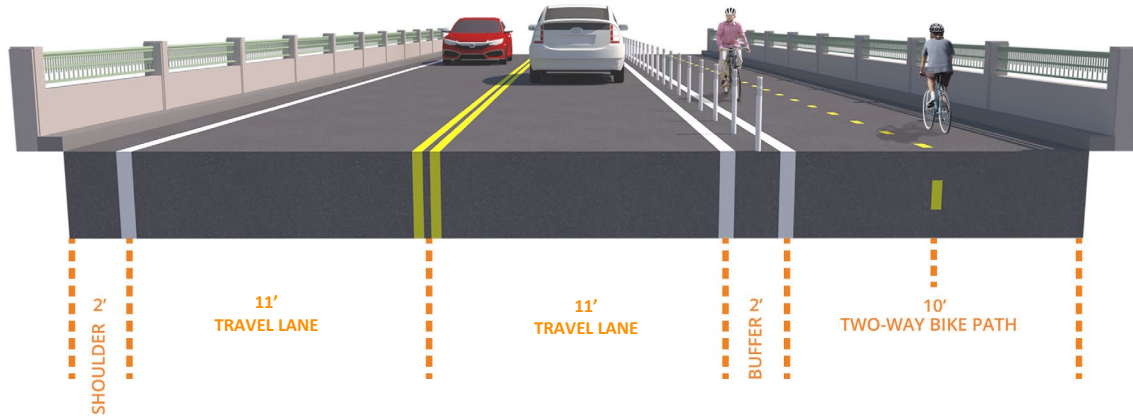 SHOULDER 2'
11'
TRAVEL LANE
11'
TRAVEL LANE
BUFFER 2'
10'
TWO-WAY BIKE PATH